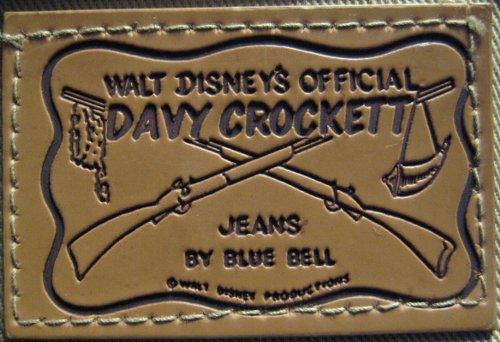 WALT DISNEY'S OFFICIAL
DAVY CROCKETT
JEANS
BY BLUE BELL
© WALT DISNEY PRODUCTIONS